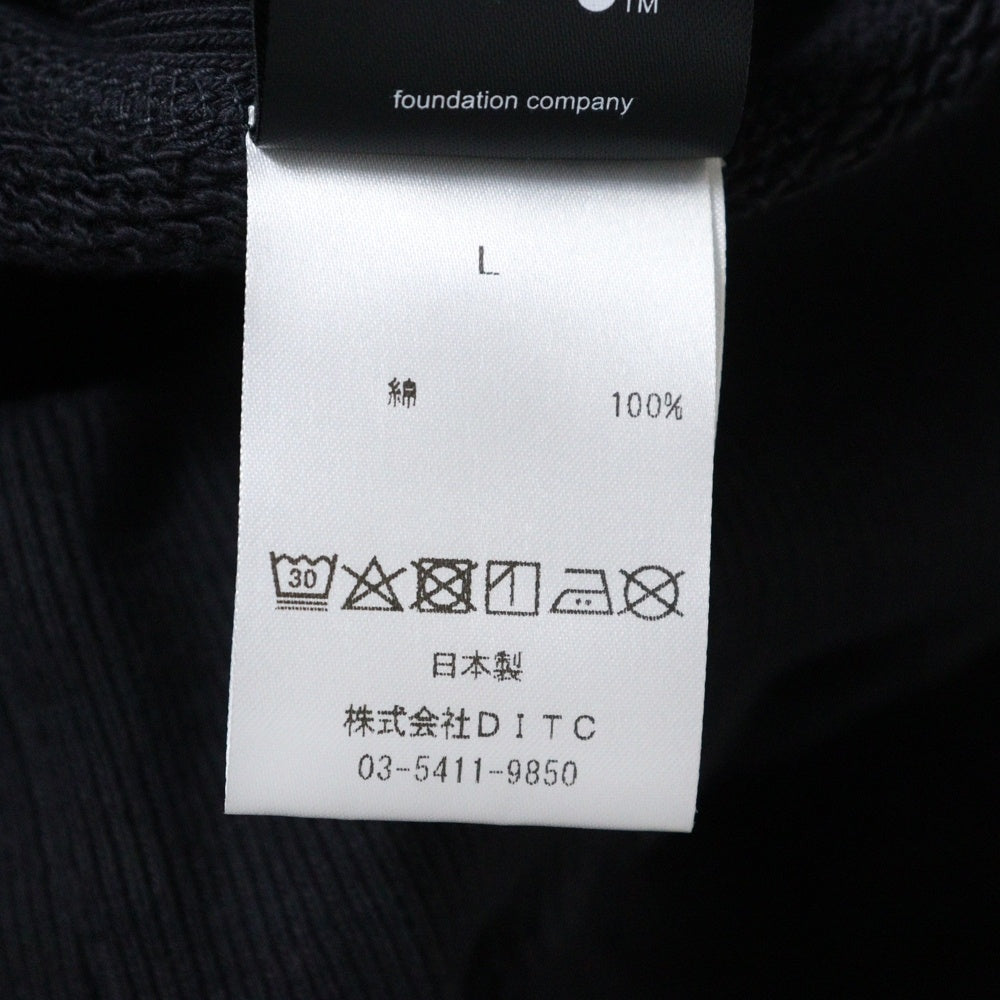 TM
foundation company
L
綿 100%
30
日本製
株式会社DITC
03-5411-9850